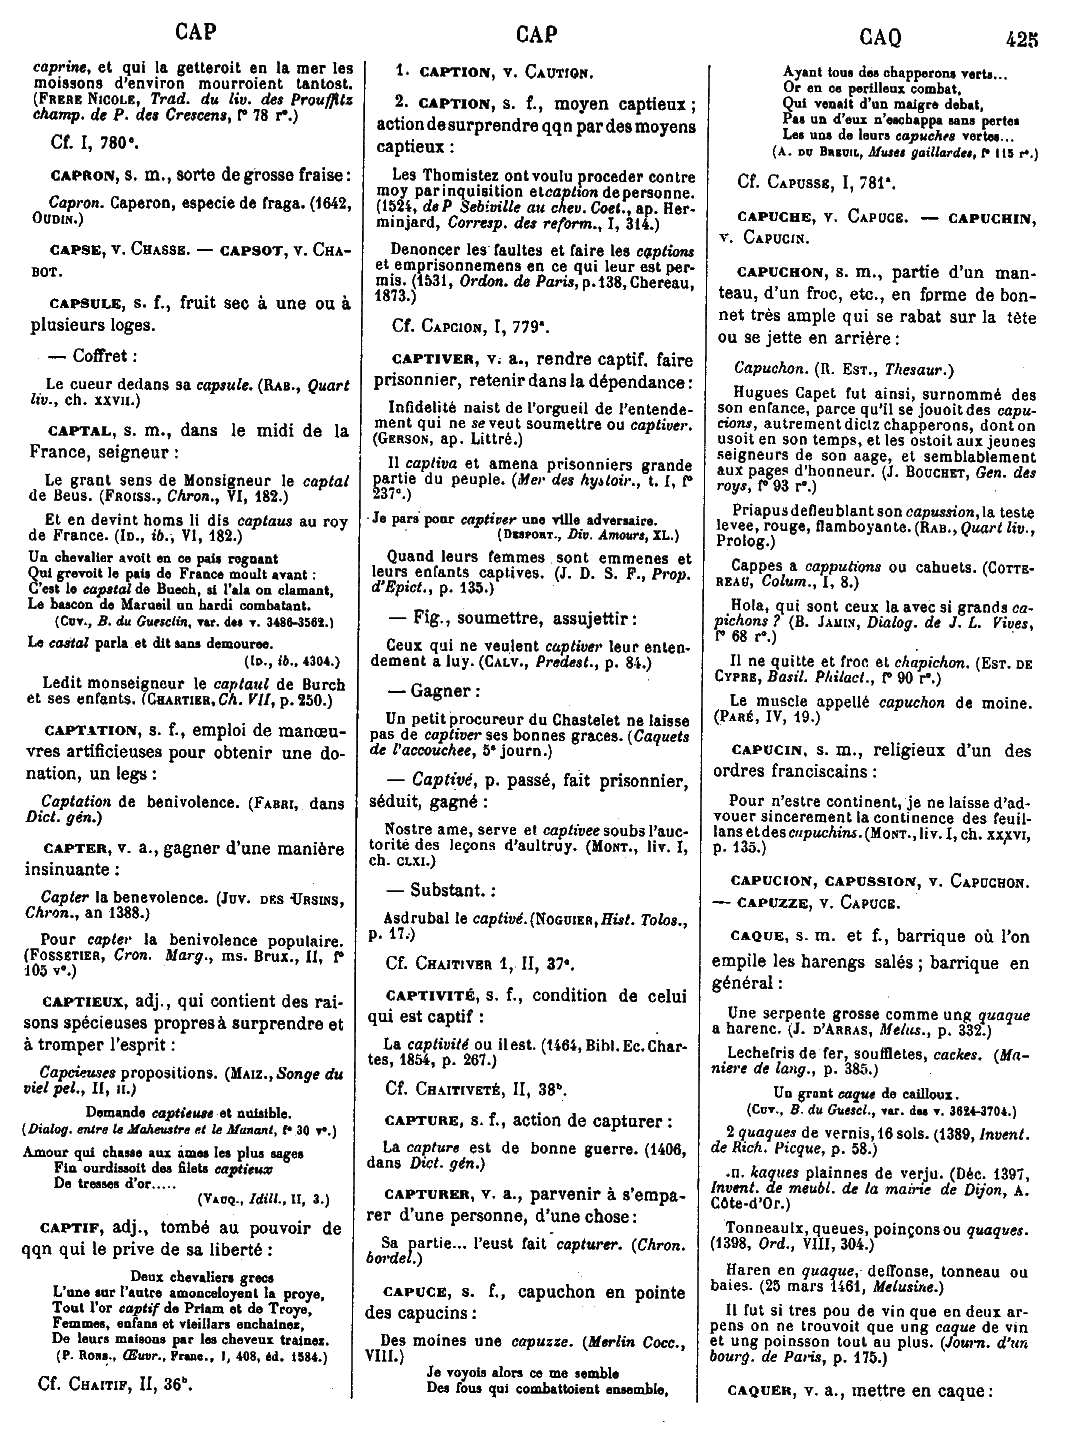 CAP
CAP
CAQ
425
caprine, et qui la getteroit en la mer les
moissons d'environ mourroient tantost.
(FRERE NICOLE, Trad. du liv. des Prouffitz
champ. de P. des Crescens, f° 78 r°.)
Cf. I, 780ª.
CAPRON, s. m., sorte de grosse fraise :
Capron. Caperon, especie de fraga. (1642,
OUDIN.)
CAPSE, v. CHASSE. — CAPSOT, v. CHA-
BOT.
CAPSULE, s. f., fruit sec à une ou à
plusieurs loges.
— Coffret :
Le cueur dedans sa capsule. (RAB., Quart
liv., ch. XXVII.)
CAPTAL, s. m., dans le midi de la
France, seigneur :
Le grant sens de Monsigneur le captal
de Beus. (FROISS., Chron., VI, 182.)
Et en devint homs li dis captaus au roy
de France. (ID., ib., VI, 182.)
Un chevalier avoit en ce pais regnant
Qui grevoit le pais de France moult avant :
C'est le capstal de Buech, si l'ala on clamant,
Le bascon de Marueil un hardi combatant.
(CUV., B. du Guesclin, var. des v. 3486-3562.)
Le castal parla et dit sans demouree.
(ID., ib., 4304.)
Ledit monseigneur le captaul de Burch
et ses enfants. (CHARTIER, Ch. VII, p. 250.)
CAPTATION, s. f., emploi de manœu-
vres artificieuses pour obtenir une do-
nation, un legs :
Captation de benivolence. (FABRI, dans
Dict. gén.)
CAPTER, v. a., gagner d'une manière
insinuante :
Capter la benevolence. (JUV. DES URSINS,
Chron., an 1388.)
Pour capter la benivolence populaire.
(FOSSETIER, Cron. Marg., ms. Brux., II, f°
105 v°.)
CAPTIEUX, adj., qui contient des rai-
sons spécieuses propres à surprendre et
à tromper l'esprit :
Capcieuses propositions. (MAIZ., Songe du
viel pel., II, II.)
Demande captieuse et nuisible.
(Dialog. entre le Maheustre et le Manant, f° 30 v°.)
Amour qui chasse aux ames les plus sages
Fin ourdissoit des filets captieux
De tresses d'or.....
(VAUQ., Idill., II, 3.)
CAPTIF, adj., tombé au pouvoir de
qqn qui le prive de sa liberté :
Deux chevaliers grecs
L'une sur l'autre amonceloyent la proye,
Tout l'or captif de Priam et de Troye,
Femmes, enfans et vieillars enchainez,
De leurs maisons par les cheveux trainez.
(P. RONS., Œuvr., Franc., I, 408, éd. 1584.)
Cf. CHAITIF, II, 36ᵇ.
1. CAPTION, v. CAUTION.
2. CAPTION, s. f., moyen captieux ;
action de surprendre qqn par des moyens
captieux :
Les Thomistez ont voulu proceder contre
moy par inquisition et caption de personne.
(1524, de P Sebiville au chev. Coet., ap. Her-
minjard, Corresp. des reform., I, 314.)
Denoncer les faultes et faire les captions
et emprisonnemens en ce qui leur est per-
mis. (1531, Ordon. de Paris, p. 138, Chereau,
1873.)
Cf. CAPCION, I, 779ª.
CAPTIVER, v. a., rendre captif, faire
prisonnier, retenir dans la dépendance :
Infidelité naist de l'orgueil de l'entende-
ment qui ne se veut soumettre ou captiver.
(GERSON, ap. Littré.)
Il captiva et amena prisonniers grande
partie du peuple. (Mer des hystoir., t. I, f°
237ᶜ.)
Je pars pour captiver une ville adversaire.
(DESPORT., Div. Amours, XL.)
Quand leurs femmes sont emmenes et
leurs enfants captives. (J. D. S. F., Prop.
d'Epict., p. 135.)
— Fig., soumettre, assujettir :
Ceux qui ne veulent captiver leur enten-
dement a luy. (CALV., Predest., p. 84.)
— Gagner :
Un petit procureur du Chastelet ne laisse
pas de captiver ses bonnes graces. (Caquets
de l'accouchee, 5ᵉ journ.)
— Captivé, p. passé, fait prisonnier,
séduit, gagné :
Nostre ame, serve et captivee soubs l'auc-
torité des leçons d'aultruy. (MONT., liv. I,
ch. CLXI.)
— Substant. :
Asdrubal le captivé. (NOGUIER, Hist. Tolos.,
p. 17.)
Cf. CHAITIVER 1, II, 37ª.
CAPTIVITÉ, s. f., condition de celui
qui est captif :
La captivité ou il est. (1464, Bibl. Ec. Char-
tes, 1854, p. 267.)
Cf. CHAITIVETÉ, II, 38ᵇ.
CAPTURE, s. f., action de capturer :
La capture est de bonne guerre. (1406,
dans Dict. gén.)
CAPTURER, v. a., parvenir à s'empa-
rer d'une personne, d'une chose :
Sa partie... l'eust fait capturer. (Chron.
bordel.)
CAPUCE, s. f., capuchon en pointe
des capucins :
Des moines une capuzze. (Merlin Cocc.,
VIII.)
Je voyois alors ce me semble
Des fous qui combattoient ensemble,
Ayant tous des chapperons verts...
Or en ce perilleux combat,
Qui venait d'un maigre debat,
Pas un d'eux n'eschappa sans pertes
Les uns de leurs capuches vertes...
(A. DU BREUIL, Muses gaillardes, f° 115 r°.)
Cf. CAPUSSE, I, 781ª.
CAPUCHE, v. CAPUCE. — CAPUCHIN,
v. CAPUCIN.
CAPUCHON, s. m., partie d'un man-
teau, d'un froc, etc., en forme de bon-
net très ample qui se rabat sur la tête
ou se jette en arrière :
Capuchon. (R. EST., Thesaur.)
Hugues Capet fut ainsi, surnommé des
son enfance, parce qu'il se jouoit des capu-
cions, autrement dictz chapperons, dont on
usoit en son temps, et les ostoit aux jeunes
seigneurs de son aage, et semblablement
aux pages d'honneur. (J. BOUCHET, Gen. des
roys, f° 93 r°.)
Priapus defleublant son capussion, la teste
levee, rouge, flamboyante. (RAB., Quart liv.,
Prolog.)
Cappes a capputions ou cahuets. (COTTE-
REAU, Colum., I, 8.)
Hola, qui sont ceux la avec si grands ca-
pichons ? (B. JAMIN, Dialog. de J. L. Vives,
f° 68 r°.)
Il ne quitte et froc et chapichon. (EST. DE
CYPRE, Basil. Philact., f° 90 r°.)
Le muscle appellé capuchon de moine.
(PARÉ, IV, 19.)
CAPUCIN, s. m., religieux d'un des
ordres franciscains :
Pour n'estre continent, je ne laisse d'ad-
vouer sincerement la continence des feuil-
lans et des capuchins. (MONT., liv. I, ch. XXXVI,
p. 135.)
CAPUCION, CAPUSSION, v. CAPUCHON.
— CAPUZZE, v. CAPUCE.
CAQUE, s. m. et f., barrique où l'on
empile les harengs salés ; barrique en
général :
Une serpente grosse comme ung quaque
a harenc. (J. D'ARRAS, Melus., p. 332.)
Lechefris de fer, souffletes, cackes. (Ma-
niere de lang., p. 385.)
Un grant caque de cailloux.
(CUV., B. du Guescl., var. des v. 3624-3704.)
2 quaques de vernis, 16 sols. (1389, Invent.
de Rich. Picque, p. 58.)
.II. kaques plainnes de verju. (Déc. 1397,
Invent. de meubl. de la mairie de Dijon, A.
Côte-d'Or.)
Tonneaulx, queues, poinçons ou quaques.
(1398, Ord., VIII, 304.)
Haren en quaque, deffonse, tonneau ou
baies. (25 mars 1461, Melusine.)
Il fut si tres pou de vin que en deux ar-
pens on ne trouvoit que ung caque de vin
et ung poinsson tout au plus. (Journ. d'un
bourg. de Paris, p. 175.)
CAQUER, v. a., mettre en caque :